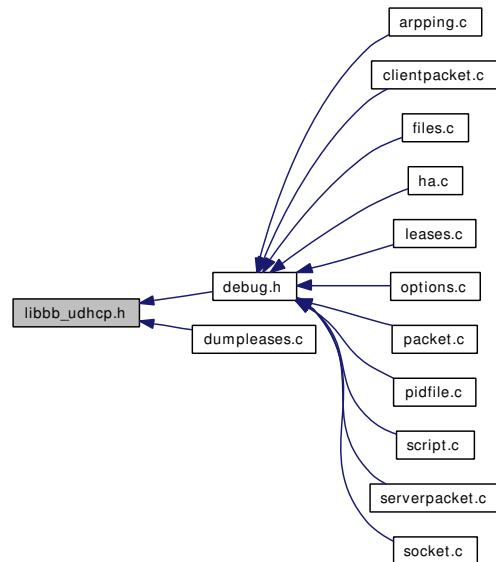 arpping.c
clientpacket.c
files.c
ha.c
leases.c
debug.h
options.c
libbb_udhcp.h
dumpleases.c
packet.c
pidfile.c
script.c
serverpacket.c
socket.c